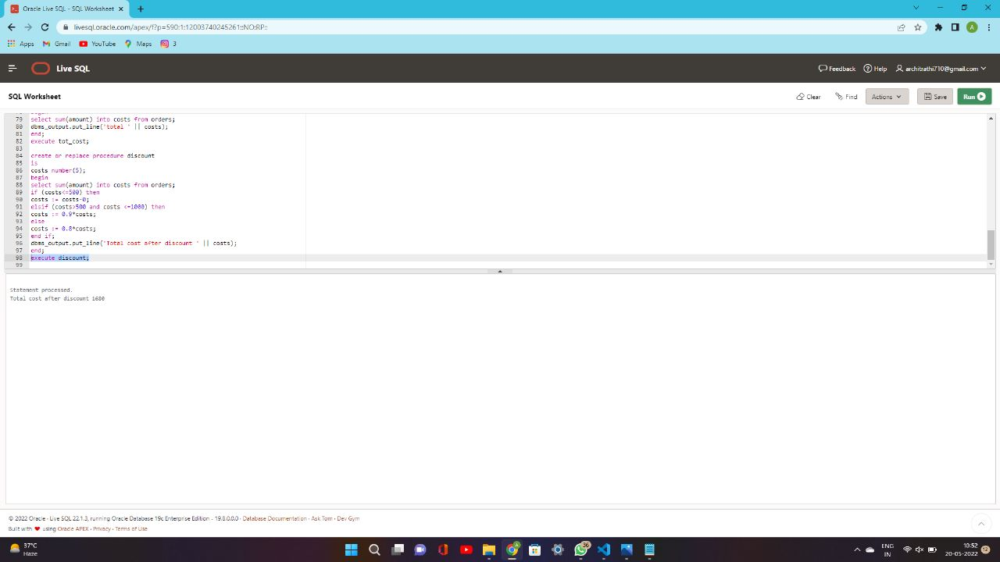 Oracle Live SQL - SQL Worksheet
livesql.oracle.com/apex/f?p=590:1:12003740245261::NO:RP::
Apps Gmail YouTube Maps 3
Live SQL
Feedback Help architrathi710@gmail.com
SQL Worksheet
Clear Find Actions Save Run
79 select sum(amount) into costs from orders;
80 dbms_output.put_line('total ' || costs);
81 end;
82 execute tot_cost;
83
84 create or replace procedure discount
85 is
86 costs number(5);
87 begin
88 select sum(amount) into costs from orders;
89 if (costs<=500) then
90 costs := costs-0;
91 elsif (costs>500 and costs <=1000) then
92 costs := 0.9*costs;
93 else
94 costs := 0.8*costs;
95 end if;
96 dbms_output.put_line('Total cost after discount ' || costs);
97 end;
98 execute discount;
99
Statement processed.
Total cost after discount 1680
© 2022 Oracle · Live SQL 22.1.3, running Oracle Database 19c Enterprise Edition - 19.8.0.0.0 · Database Documentation · Ask Tom · Dev Gym
Built with ❤ using Oracle APEX · Privacy · Terms of Use
37°C
Haze
A
36
ENG
IN
10:52
20-05-2022
2